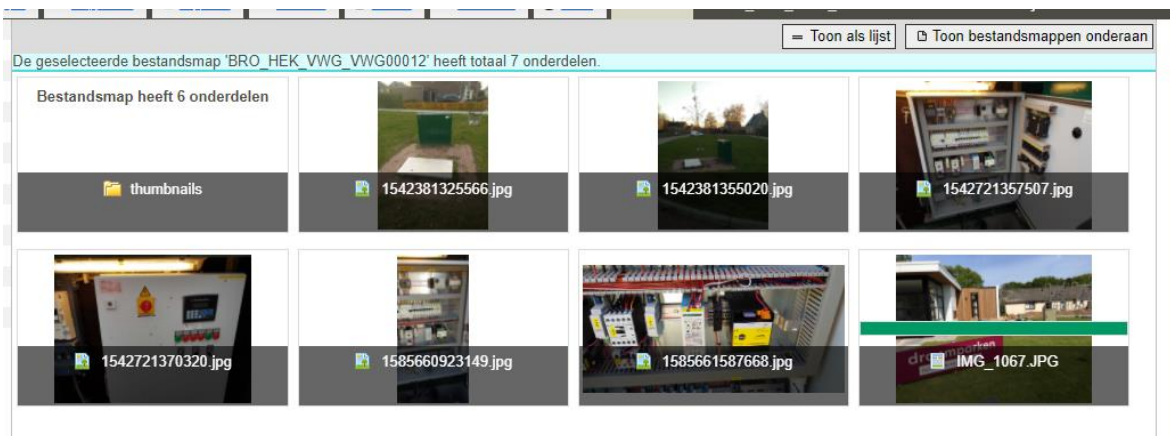 Toon als lijst
Toon bestandsmappen onderaan
De geselecteerde bestandsmap 'BRO_HEK_VWG_VWG00012' heeft totaal 7 onderdelen.
Bestandsmap heeft 6 onderdelen
thumbnails
1542381325566.jpg
1542381355020.jpg
1542721357507.jpg
1542721370320.jpg
1585660923149.jpg
1585661587668.jpg
IMG_1067.JPG